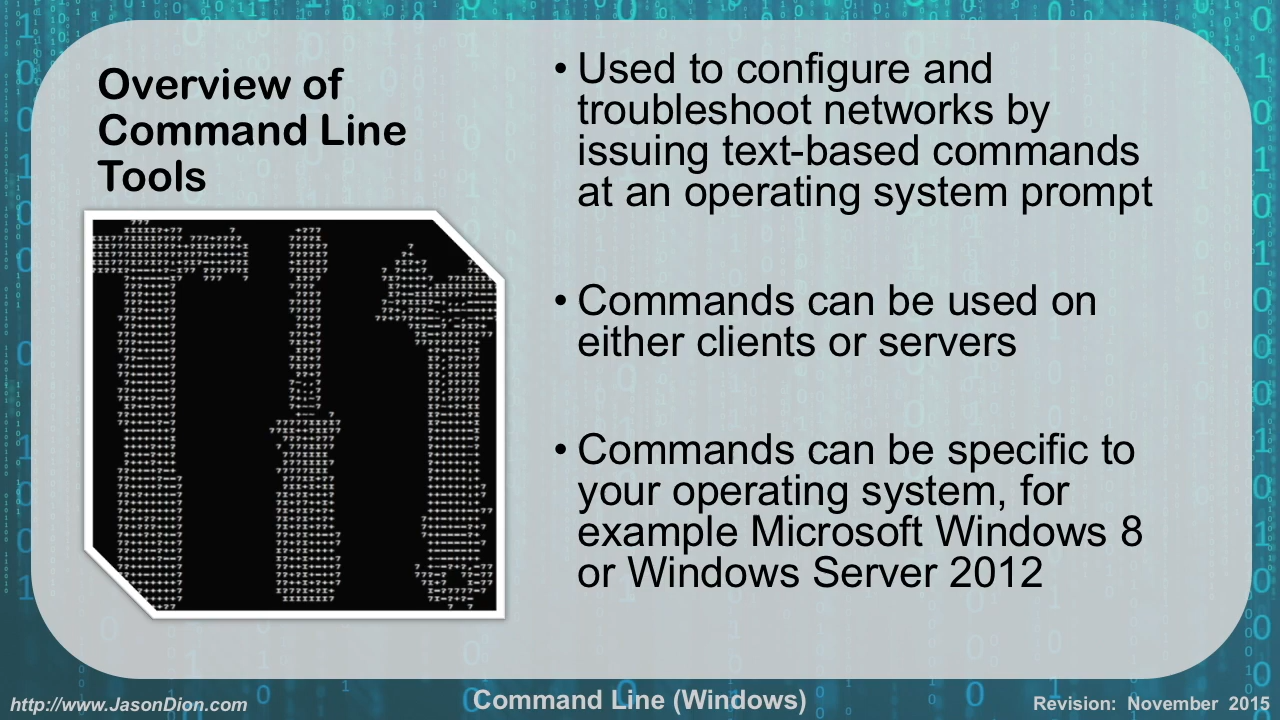 Overview of
Command Line
Tools
• Used to configure and
troubleshoot networks by
issuing text-based commands
at an operating system prompt
• Commands can be used on
either clients or servers
• Commands can be specific to
your operating system, for
example Microsoft Windows 8
or Windows Server 2012
http://www.JasonDion.com
Command Line (Windows)
Revision: November 2015